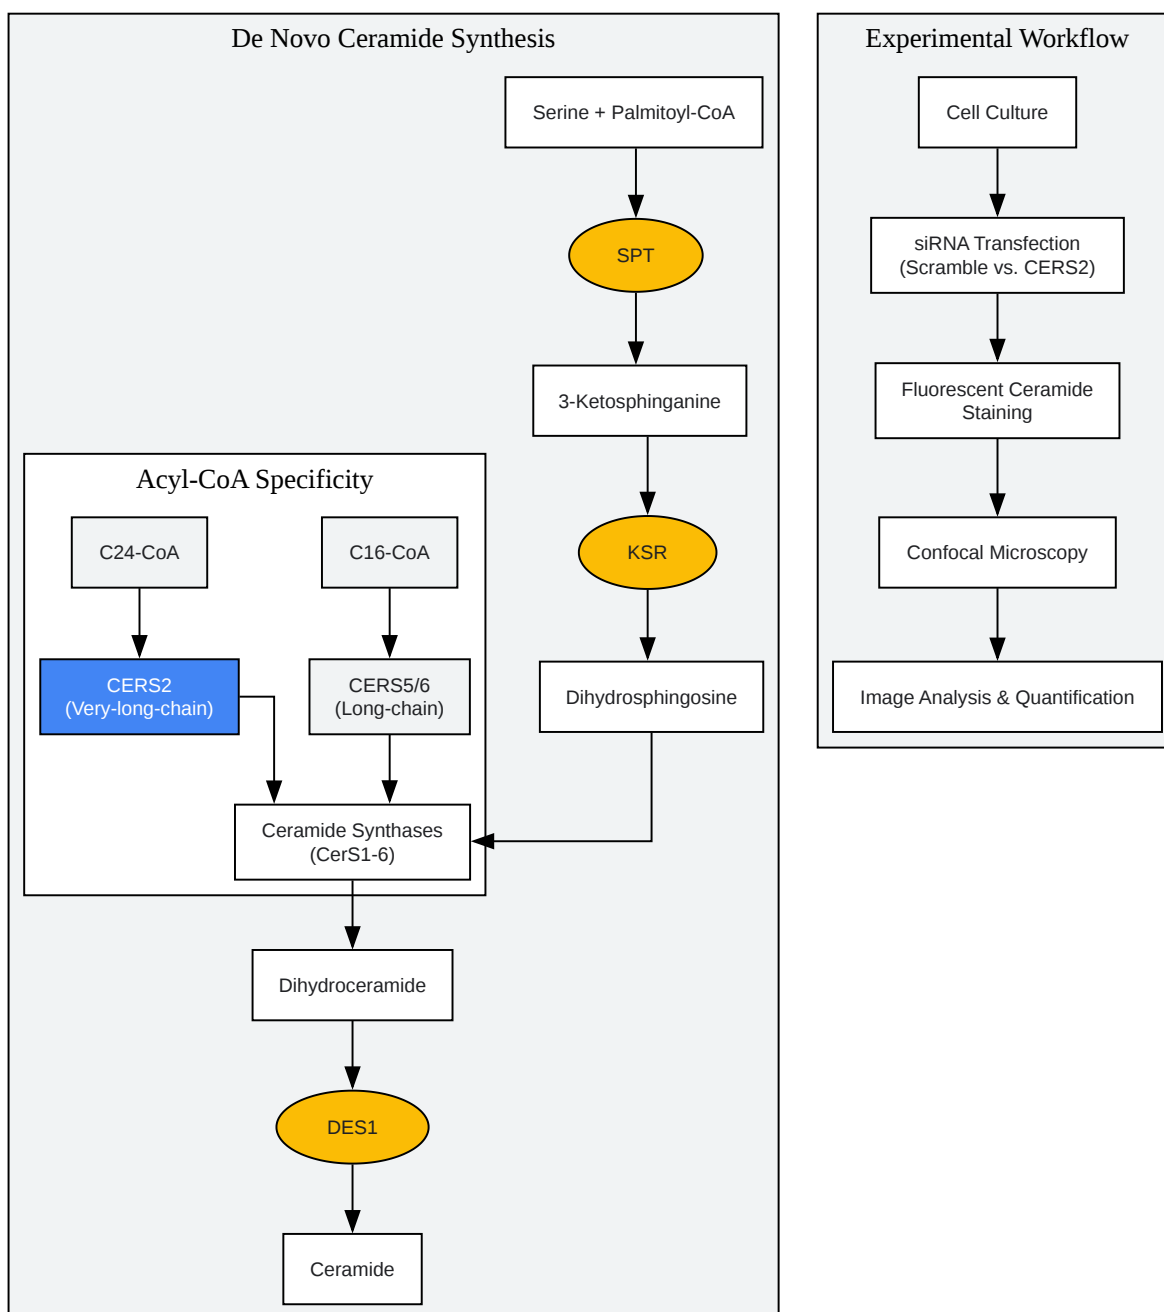 De Novo Ceramide Synthesis
Serine + Palmitoyl-CoA
SPT
3-Ketosphinganine
KSR
Dihydrosphingosine
Acyl-CoA Specificity
C24-CoA
C16-CoA
CERS2
(Very-long-chain)
CERS5/6
(Long-chain)
Ceramide Synthases
(CerS1-6)
Dihydroceramide
DES1
Ceramide
Experimental Workflow
Cell Culture
siRNA Transfection
(Scramble vs. CERS2)
Fluorescent Ceramide
Staining
Confocal Microscopy
Image Analysis & Quantification